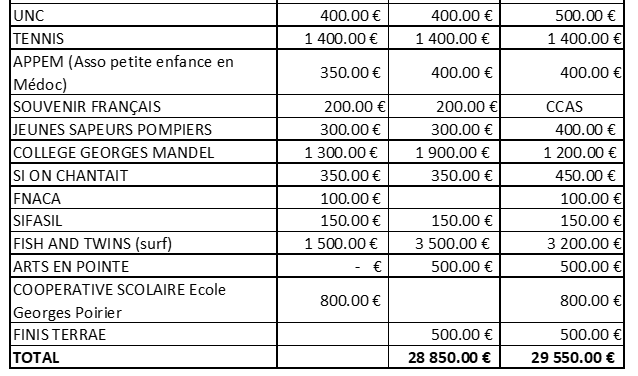 UNC 400.00 € 400.00 € 500.00 €
TENNIS 1 400.00 € 1 400.00 € 1 400.00 €
APPEM (Asso petite enfance en
Médoc) 350.00 € 400.00 € 400.00 €
SOUVENIR FRANÇAIS 200.00 € 200.00 € CCAS
JEUNES SAPEURS POMPIERS 300.00 € 300.00 € 400.00 €
COLLEGE GEORGES MANDEL 1 300.00 € 1 900.00 € 1 200.00 €
SI ON CHANTAIT 350.00 € 350.00 € 450.00 €
FNACA 100.00 € 100.00 €
SIFASIL 150.00 € 150.00 € 150.00 €
FISH AND TWINS (surf) 1 500.00 € 3 500.00 € 3 200.00 €
ARTS EN POINTE - € 500.00 € 500.00 €
COOPERATIVE SCOLAIRE Ecole
Georges Poirier 800.00 € 800.00 €
FINIS TERRAE 500.00 € 500.00 €
TOTAL 28 850.00 € 29 550.00 €